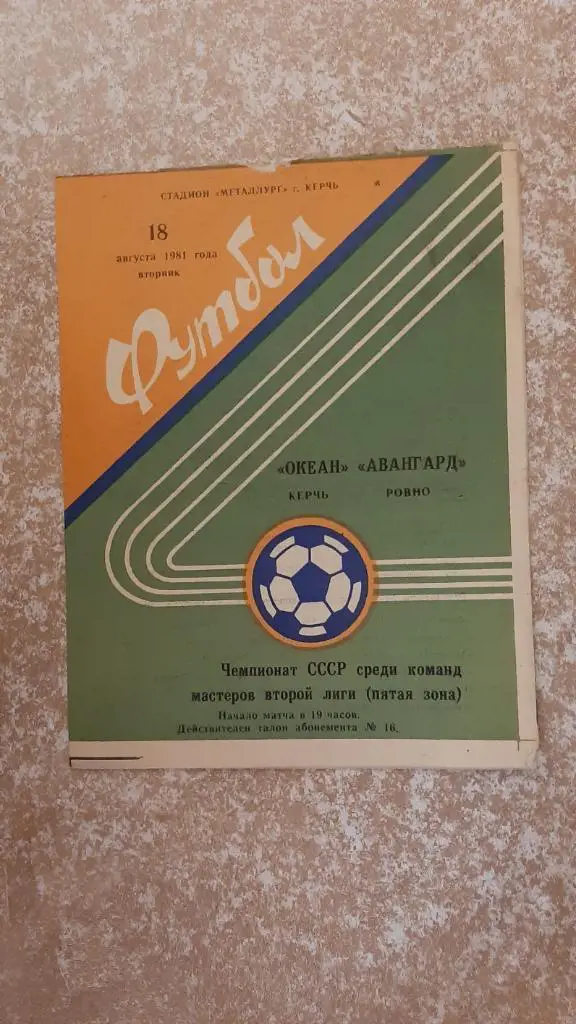 СТАДИОН «МЕТАЛЛУРГ» г. КЕРЧЬ
18
августа 1981 года
вторник
Футбол
«ОКЕАН» «АВАНГАРД»
КЕРЧЬ РОВНО
Чемпионат СССР среди команд
мастеров второй лиги (пятая зона)
Начало матча в 19 часов.
Действителен талон абонемента № 16.